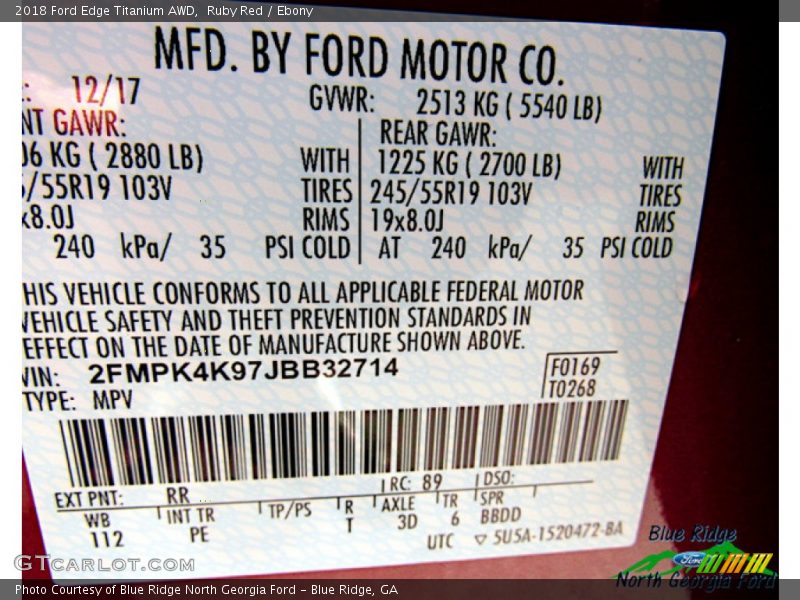 2018 Ford Edge Titanium AWD, Ruby Red / Ebony
MFD. BY FORD MOTOR CO.
: 12/17 GVWR: 2513 KG ( 5540 LB)
NT GAWR: REAR GAWR:
06 KG ( 2880 LB) WITH 1225 KG ( 2700 LB) WITH
/55R19 103V TIRES 245/55R19 103V TIRES
x8.0J RIMS 19x8.0J RIMS
240 kPa/ 35 PSI COLD AT 240 kPa/ 35 PSI COLD
HIS VEHICLE CONFORMS TO ALL APPLICABLE FEDERAL MOTOR
VEHICLE SAFETY AND THEFT PREVENTION STANDARDS IN
EFFECT ON THE DATE OF MANUFACTURE SHOWN ABOVE.
VIN: 2FMPK4K97JBB32714 F0169
TYPE: MPV T0268
EXT PNT: RR RC: 89 DSO:
WB INT TR TP/PS R AXLE TR SPR
112 PE T 3D 6 BBDD
UTC ▽ 5U5A-1520472-BA
GTcarlot.com
Blue Ridge
Ford
North Georgia Ford
Photo Courtesy of Blue Ridge North Georgia Ford – Blue Ridge, GA